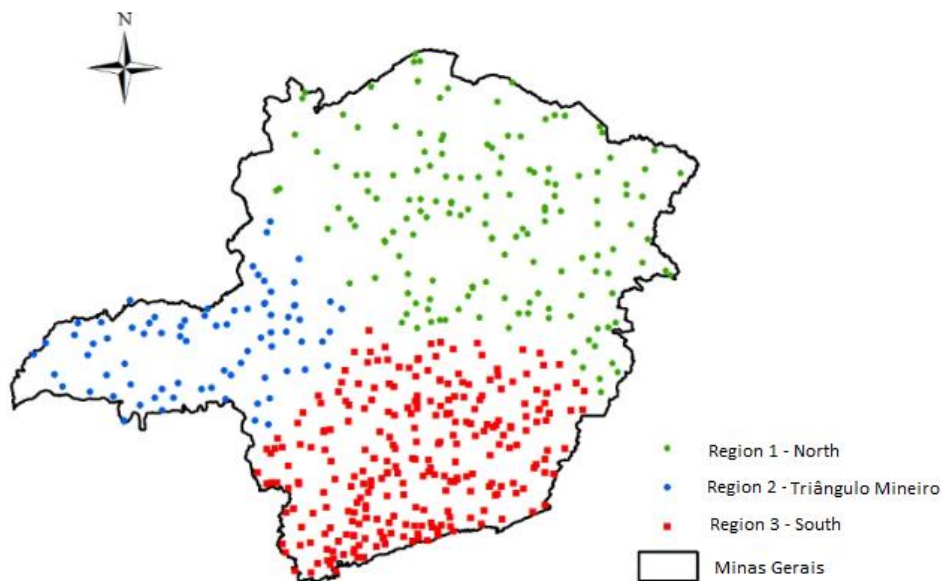 N
Region 1 - North
Region 2 - Triângulo Mineiro
Region 3 - South
Minas Gerais